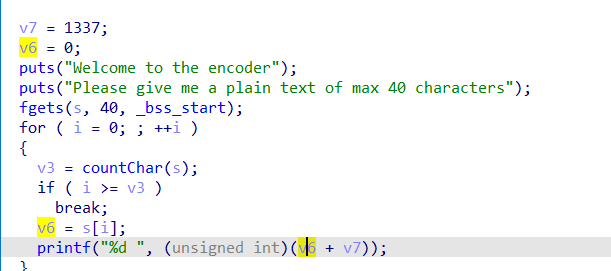 v7 = 1337;
v6 = 0;
puts("Welcome to the encoder");
puts("Please give me a plain text of max 40 characters");
fgets(s, 40, _bss_start);
for ( i = 0; ; ++i )
{
v3 = countChar(s);
if ( i >= v3 )
break;
v6 = s[i];
printf("%d ", (unsigned int)(v6 + v7));
}